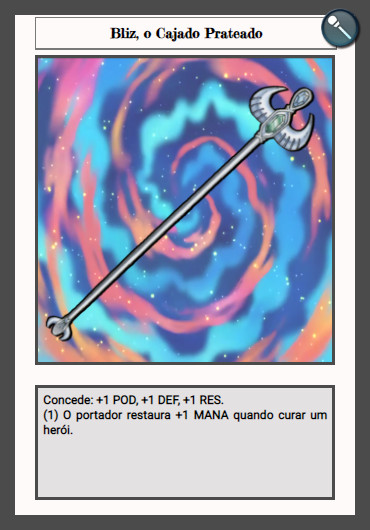 Bliz, o Cajado Prateado
Concede: +1 POD, +1 DEF, +1 RES.
(1) O portador restaura +1 MANA quando curar um
herói.